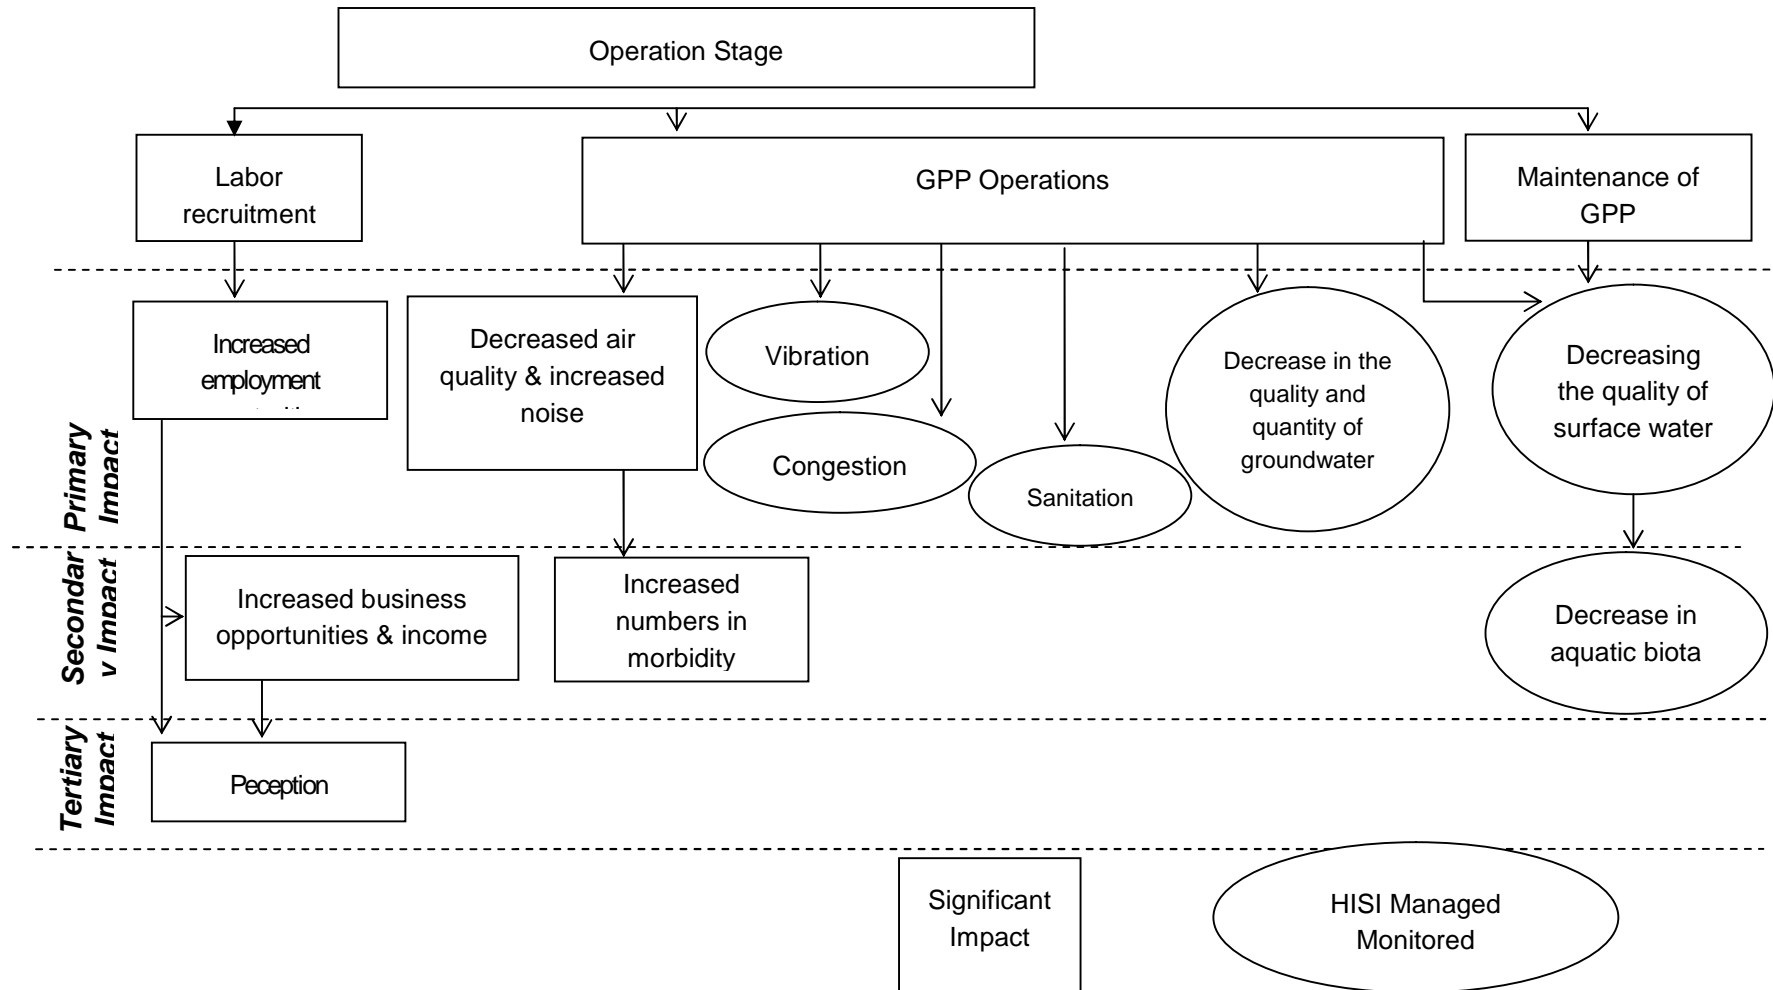 Operation Stage
Labor
recruitment
GPP Operations
Maintenance of
GPP
Primary
Impact
Increased
employment
Decreased air
quality & increased
noise
Vibration
Congestion
Sanitation
Decrease in the
quality and
quantity of
groundwater
Decreasing
the quality of
surface water
Secondar
y Impact
Increased business
opportunities & income
Increased
numbers in
morbidity
Decrease in
aquatic biota
Tertiary
Impact
Peception
Significant
Impact
HISI Managed
Monitored